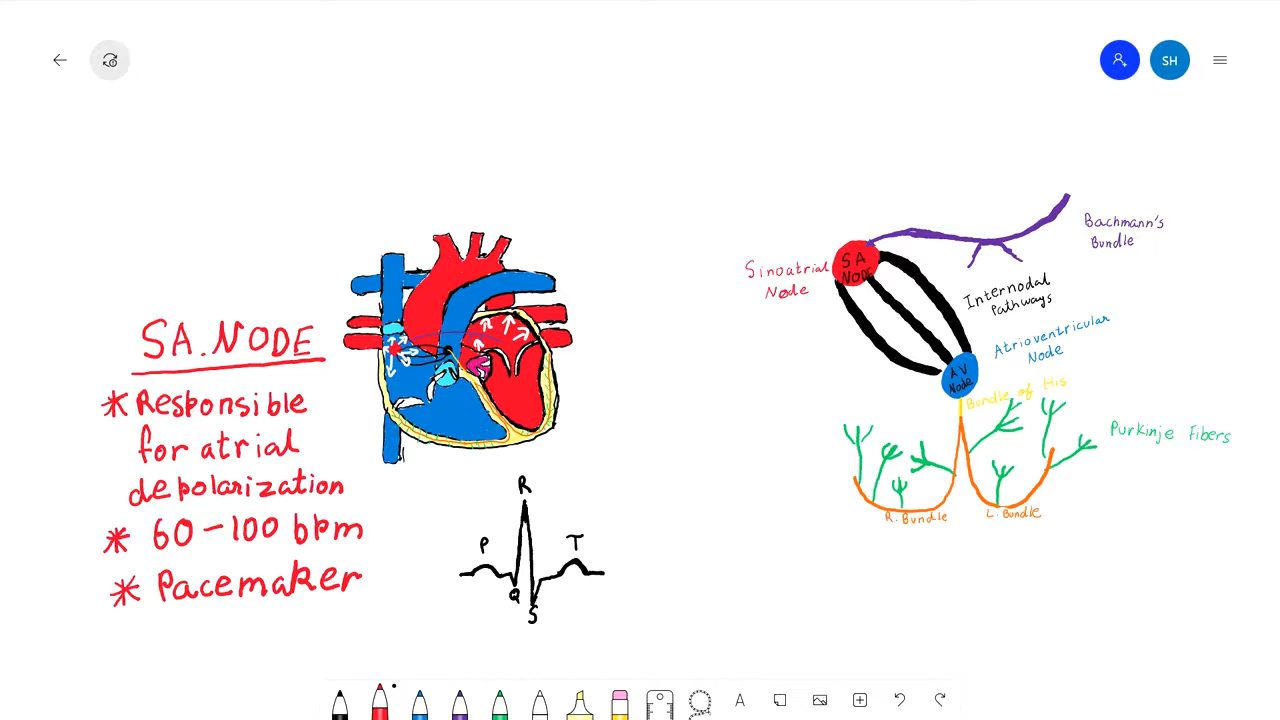 SH
SA.NODE
* Responsible
for atrial
depolarization
* 60-100 bpm
* Pacemaker
R
P
T
Q
S
Bachmann's
Bundle
Sinoatrial
Node
SA
NODE
Internodal
Pathways
Atrioventricular
Node
AV
Node
Bundle of His
Purkinje Fibers
R. Bundle
L. Bundle
A